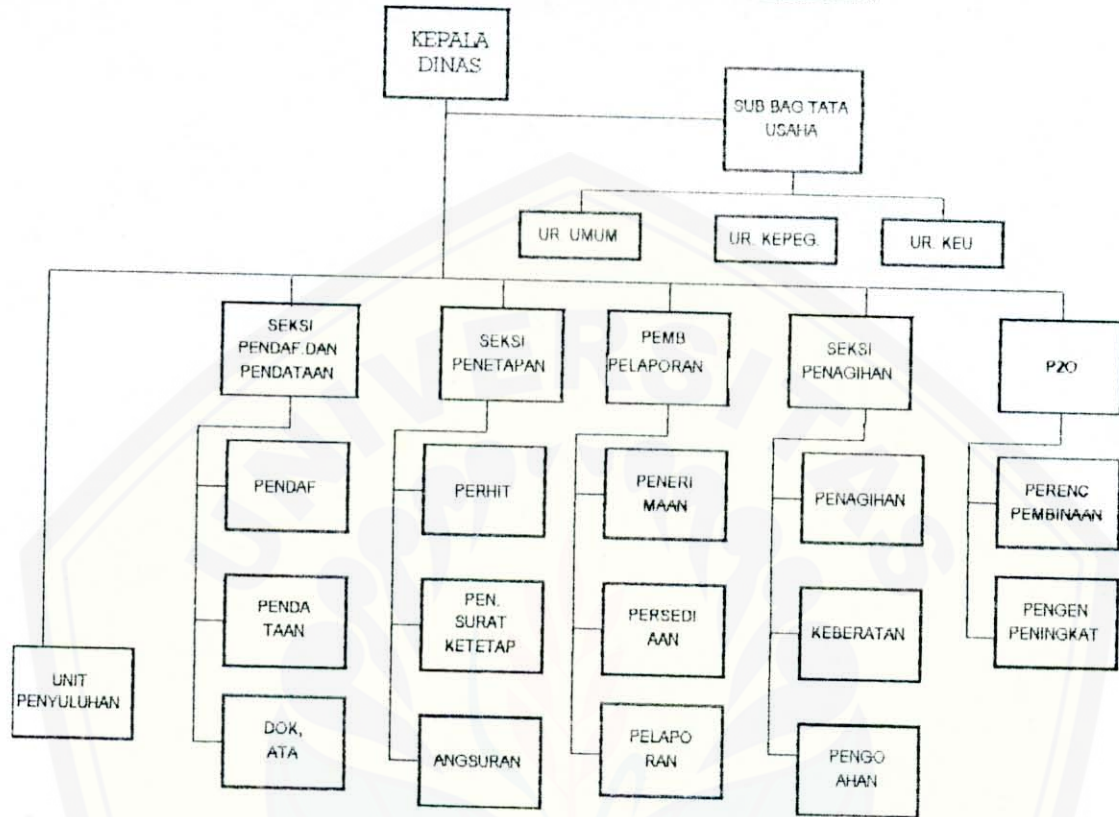 KEPALA
DINAS
SUB BAG TATA
USAHA
UR. UMUM
UR. KEPEG.
UR. KEU
SEKSI
PENDAF.DAN
PENDATAAN
SEKSI
PENETAPAN
PEMB
PELAPORAN
SEKSI
PENAGIHAN
P2O
PENDAF
PERHIT
PENERI
MAAN
PENAGIHAN
PERENC
PEMBINAAN
PENDA
TAAN
PEN.
SURAT
KETETAP
PERSEDI
AAN
KEBERATAN
PENGEN
PENINGKAT
UNIT
PENYULUHAN
DOK,
ATA
ANGSURAN
PELAPO
RAN
PENGO
AHAN
UNIVERSITAS